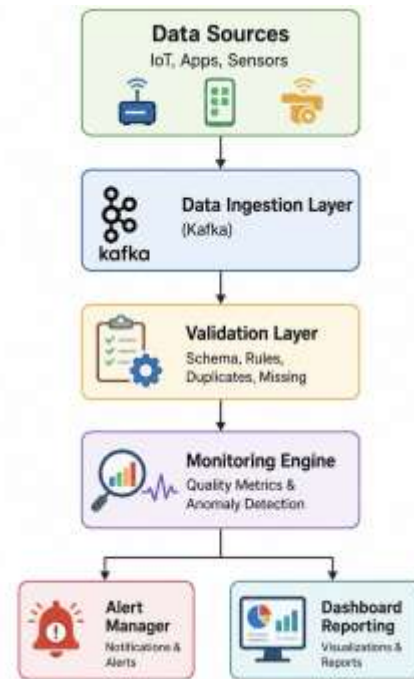 Data Sources
IoT, Apps, Sensors
Data Ingestion Layer
(Kafka)
kafka
Validation Layer
Schema, Rules,
Duplicates, Missing
Monitoring Engine
Quality Metrics &
Anomaly Detection
Alert
Manager
Notifications &
Alerts
Dashboard
Reporting
Visualizations &
Reports